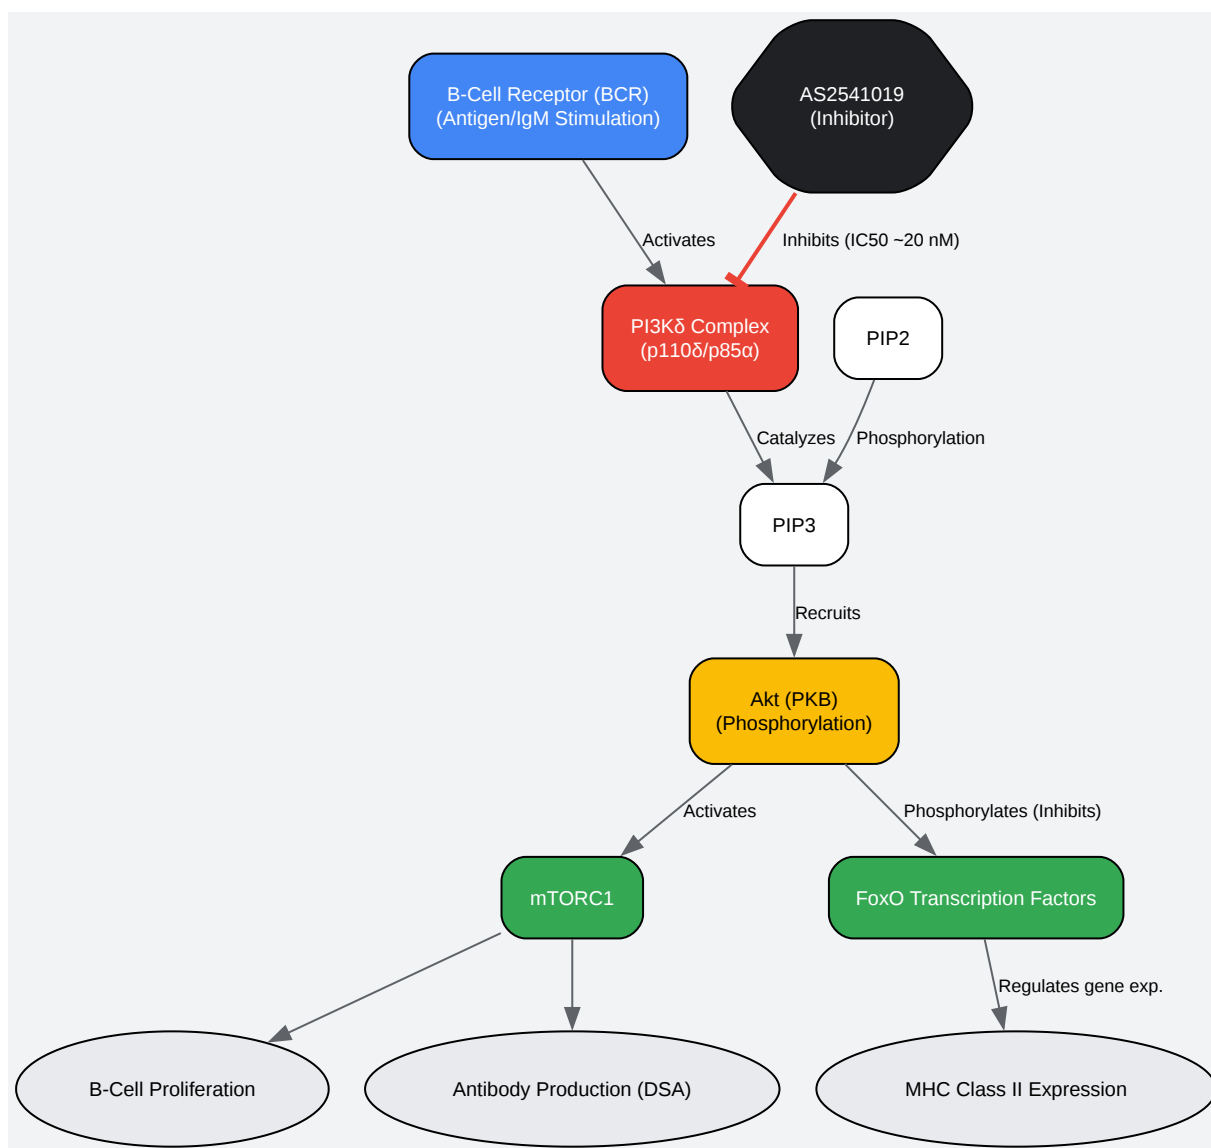 B-Cell Receptor (BCR)
(Antigen/IgM Stimulation)
AS2541019
(Inhibitor)
Activates
Inhibits (IC50 ~20 nM)
PI3Kδ Complex
(p110δ/p85α)
PIP2
Catalyzes
Phosphorylation
PIP3
Recruits
Akt (PKB)
(Phosphorylation)
Activates
Phosphorylates (Inhibits)
mTORC1
FoxO Transcription Factors
Regulates gene exp.
B-Cell Proliferation
Antibody Production (DSA)
MHC Class II Expression